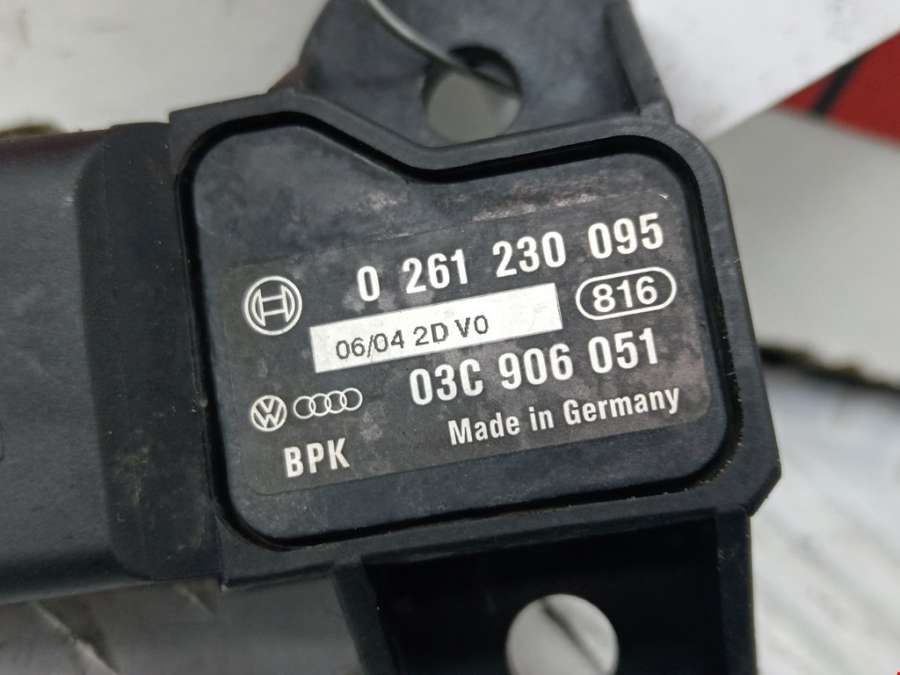 0 261 230 095
06/04 2D V0
816
03C 906 051
Made in Germany
BPK